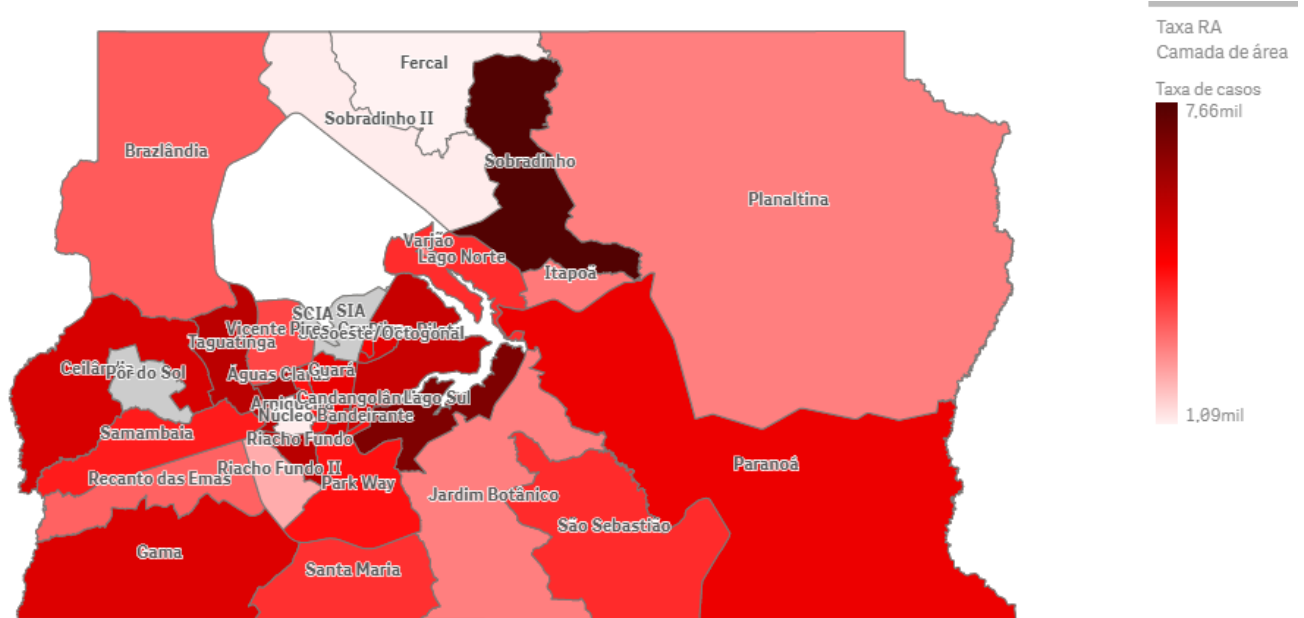 Taxa RA
Camada de área
Taxa de casos
7,66mil
1,09mil
Fercal
Sobradinho II
Brazlândia
Sobradinho
Planaltina
Varjão
Lago Norte
Itapoã
SCIA SIA
Vicente Pires
Octogonal
Taguatinga
Guará
Ceilândia
Pôr do Sol
Águas Claras
Lago Sul
Núcleo Bandeirante
Samambaia
Riacho Fundo
Paranoá
Riacho Fundo II
Recanto das Emas
Park Way
Jardim Botânico
São Sebastião
Gama
Santa Maria